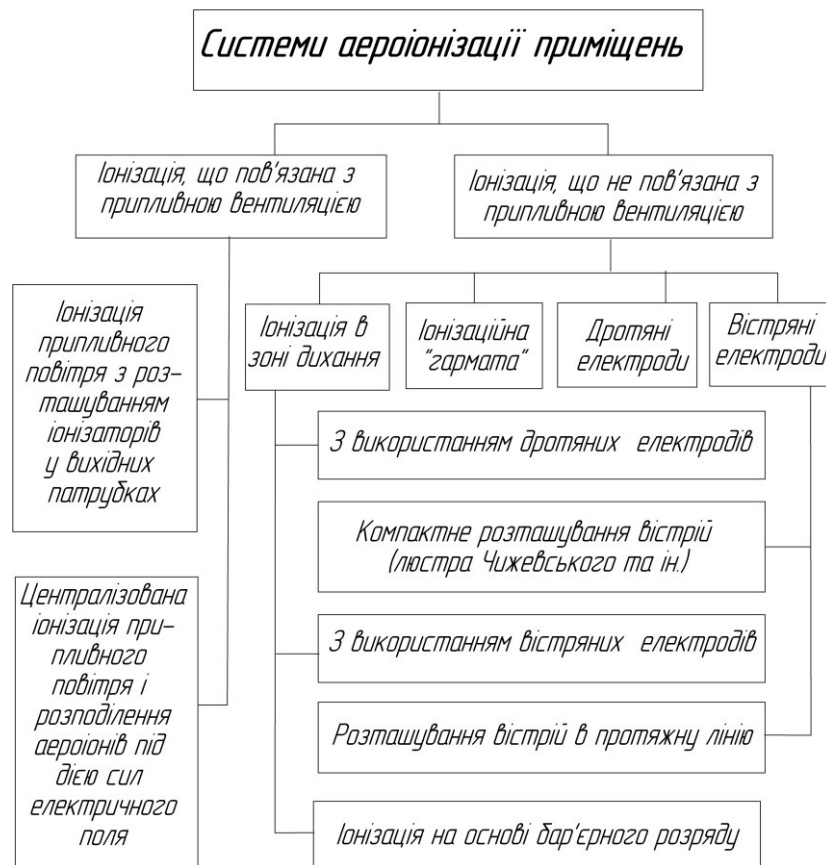 Системи аероіонізації приміщень
Іонізація, що пов'язана з
припливною вентиляцією
Іонізація, що не пов'язана з
припливною вентиляцією
Іонізація
припливного
повітря з роз-
ташуванням
іонізаторів
у вихідних
патрубках
Централізована
іонізація при-
пливного
повітря і
розподілення
аероіонів під
дією сил
електричного
поля
Іонізація в
зоні дихання
Іонізаційна
"гармата"
Дротяні
електроди
Вістряні
електроди
З використанням дротяних електродів
Компактне розташування вістрій
(люстра Чижевського та ін.)
З використанням вістряних електродів
Розташування вістрій в протяжну лінію
Іонізація на основі бар'єрного розряду